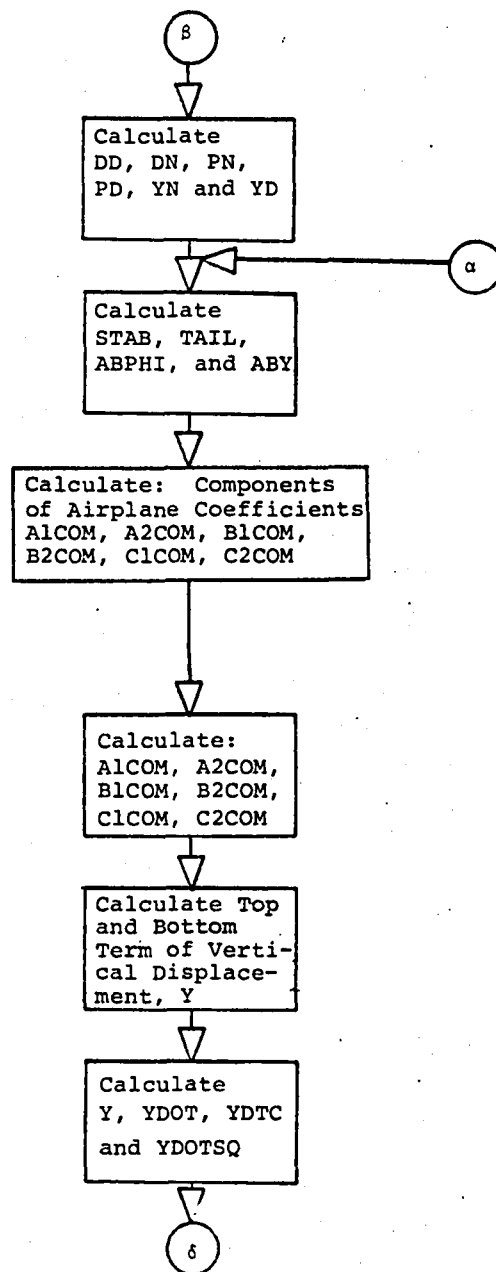 β
Calculate
DD, DN, PN,
PD, YN and YD
α
Calculate
STAB, TAIL,
ABPHI, and ABY
Calculate: Components
of Airplane Coefficients
A1COM, A2COM, B1COM,
B2COM, C1COM, C2COM
Calculate:
A1COM, A2COM,
B1COM, B2COM,
C1COM, C2COM
Calculate Top
and Bottom
Term of Verti-
cal Displace-
ment, Y
Calculate
Y, YDOT, YDTC
and YDOTSQ
δ